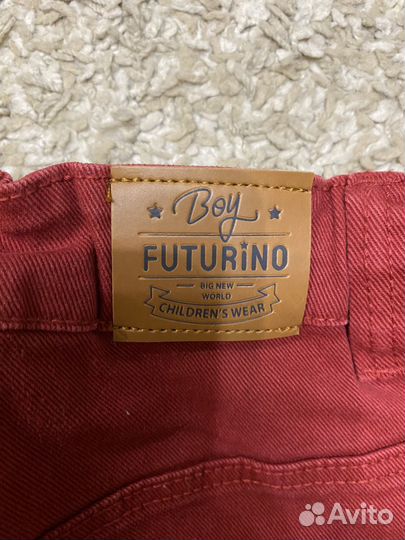 Boy
FUTURiNO
BIG NEW
WORLD
CHILDREN'S WEAR
Avito